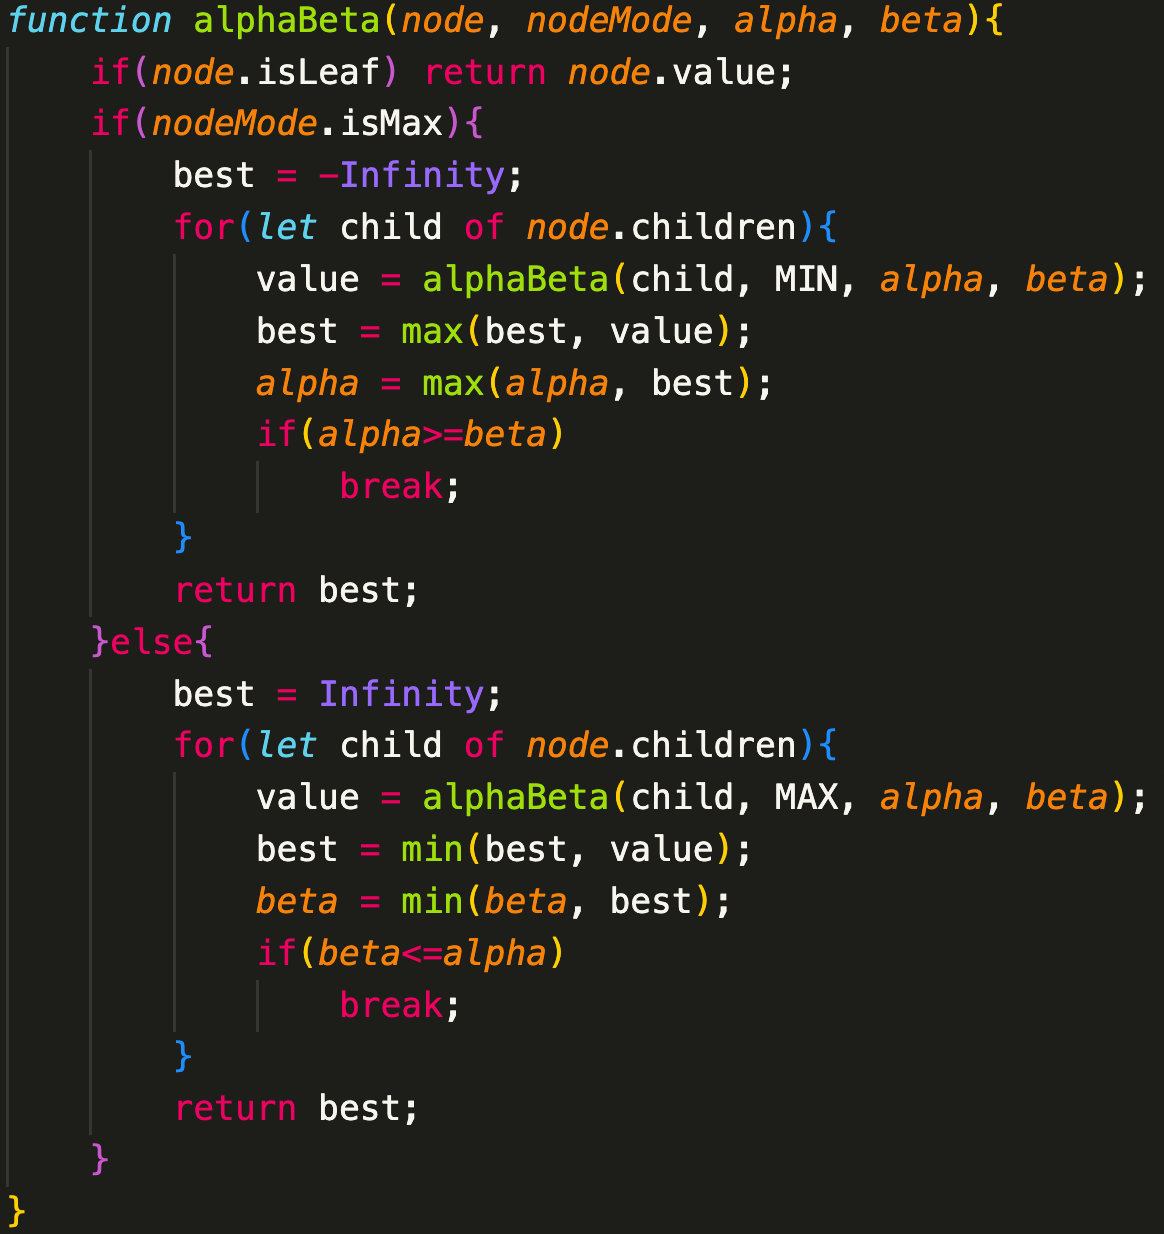 function alphaBeta(node, nodeMode, alpha, beta){
    if(node.isLeaf) return node.value;
    if(nodeMode.isMax){
        best = -Infinity;
        for(let child of node.children){
            value = alphaBeta(child, MIN, alpha, beta);
            best = max(best, value);
            alpha = max(alpha, best);
            if(alpha>=beta)
                break;
        }
        return best;
    }else{
        best = Infinity;
        for(let child of node.children){
            value = alphaBeta(child, MAX, alpha, beta);
            best = min(best, value);
            beta = min(beta, best);
            if(beta<=alpha)
                break;
        }
        return best;
    }
}